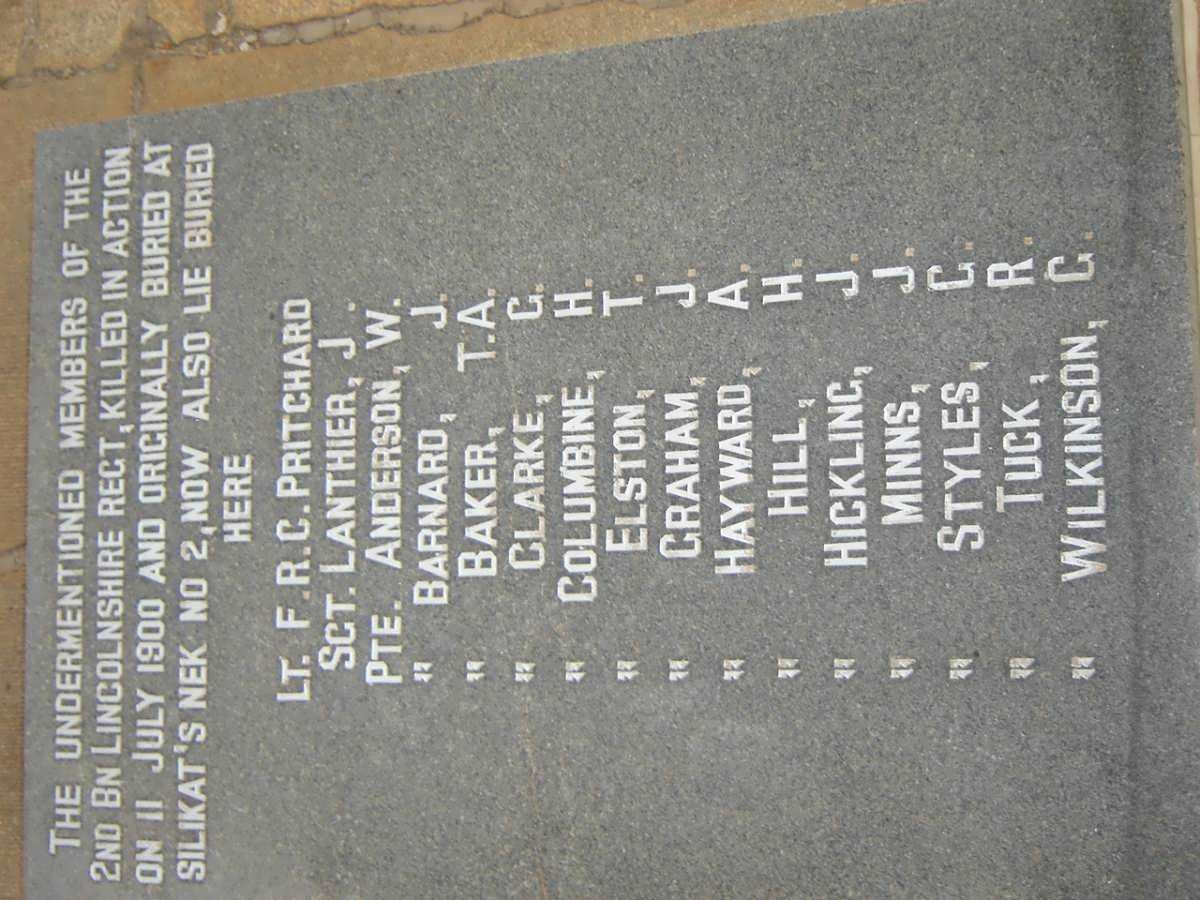 THE UNDERMENTIONED MEMBERS OF THE
2ND BN LINCOLNSHIRE REGT, KILLED IN ACTION
ON 11 JULY 1900 AND ORIGINALLY BURIED AT
SILIKAT'S NEK NO 2, NOW ALSO LIE BURIED
HERE
LT. F.R.C. PRITCHARD
SGT. LANTHIER, J.
PTE. ANDERSON, W.
" BARNARD, J.
" BAKER, T.A.
" CLARKE, G.
" COLUMBINE, H.
" ELSTON, T.
" GRAHAM, J.
" HAYWARD, A.
" HILL, H.
" HICKLING, J.
" MINNS, J.
" STYLES, G.
" TUCK, R.
" WILKINSON, G.